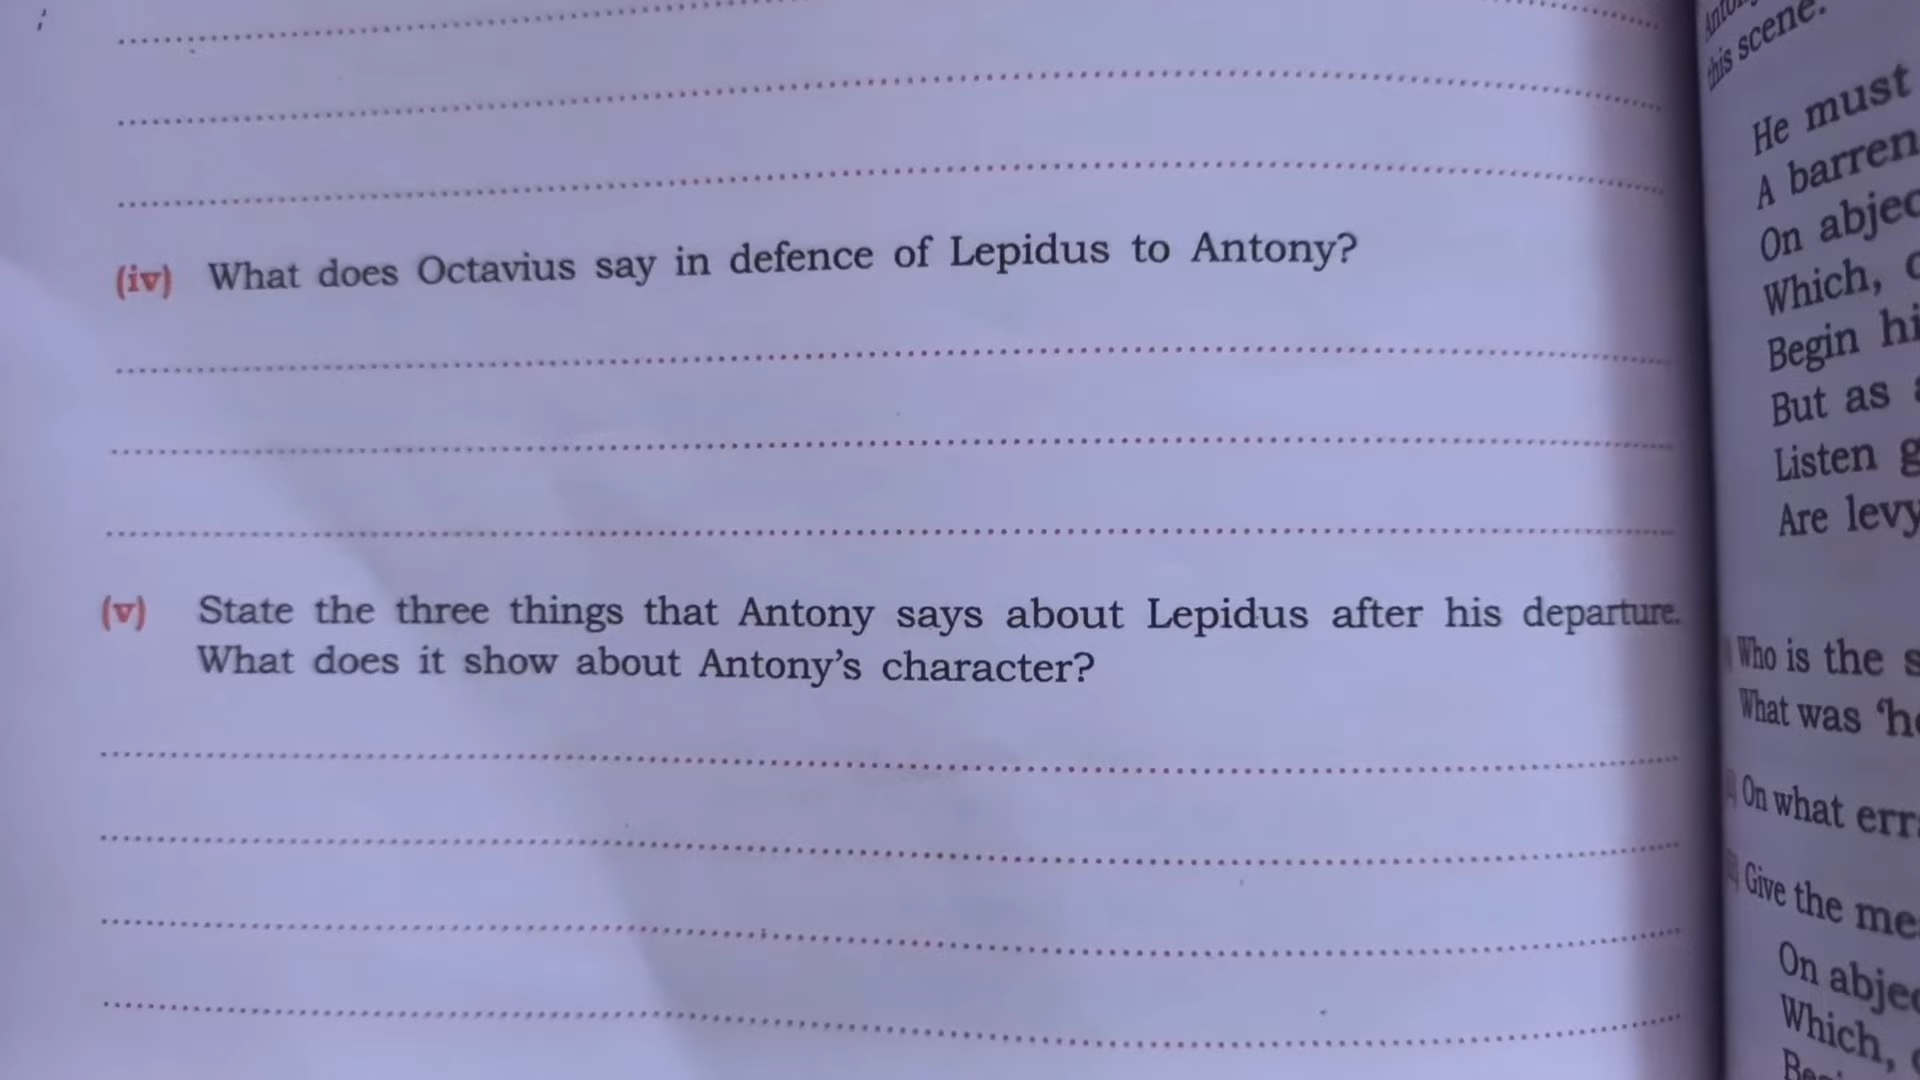 (iv) What does Octavius say in defence of Lepidus to Antony?
(v) State the three things that Antony says about Lepidus after his departure.
What does it show about Antony's character?
this scene.
He must
A barren
On abjec
Which,
Begin hi
But as
Listen g
Are levy
Who is the s
What was 'he
On what erra
Give the me
On abjec
Which,